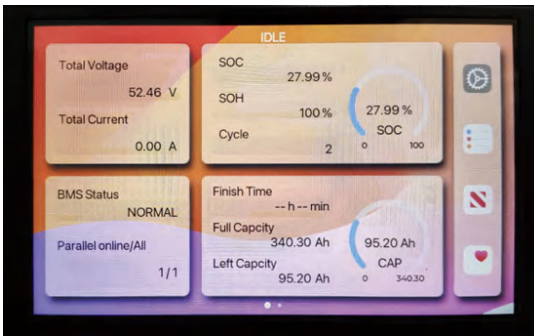 IDLE
Total Voltage
52.46 V
Total Current
0.00 A
SOC
27.99 %
SOH
100 %
Cycle
2
27.99 %
SOC
0 100
BMS Status
NORMAL
Parallel online/All
1/1
Finish Time
-- h -- min
Full Capcity
340.30 Ah
Left Capcity
95.20 Ah
95.20 Ah
CAP
0 340.30